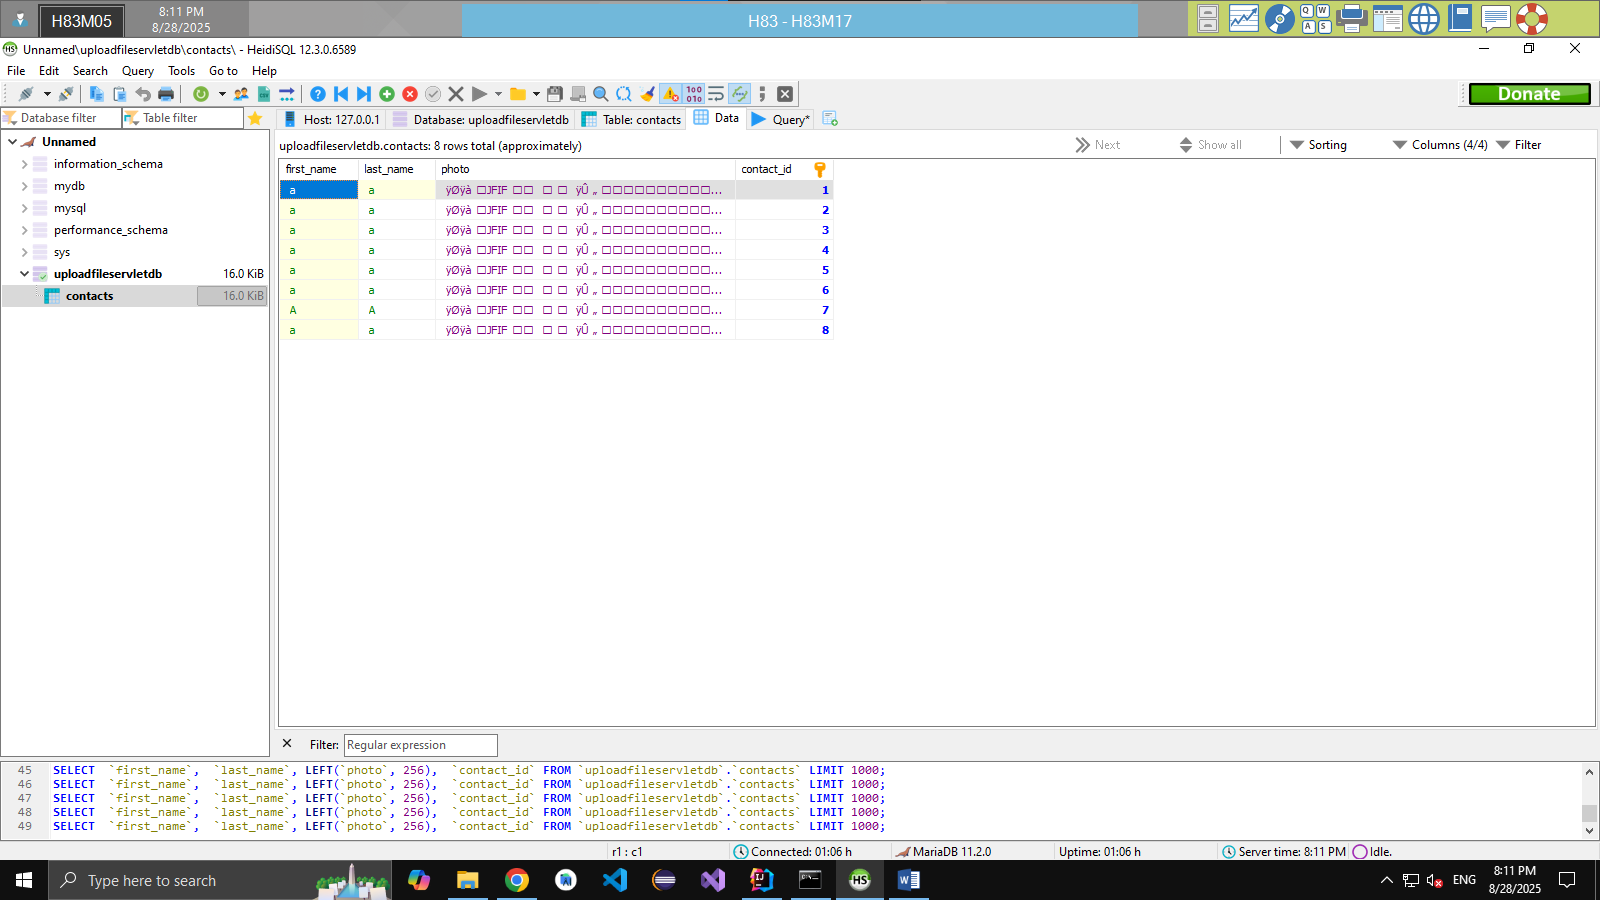 H83M05
8:11 PM
8/28/2025
H83 - H83M17
Unnamed\uploadfileservletdb\contacts\ - HeidiSQL 12.3.0.6589
File Edit Search Query Tools Go to Help
Donate
Database filter
Table filter
Host: 127.0.0.1
Database: uploadfileservletdb
Table: contacts
Data
Query*
Unnamed
information_schema
mydb
mysql
performance_schema
sys
uploadfileservletdb 16.0 KiB
contacts 16.0 KiB
uploadfileservletdb.contacts: 8 rows total (approximately)
Next
Show all
Sorting
Columns (4/4)
Filter
first_name last_name photo contact_id
a a ÿØÿà □JFIF □□ □ □ ÿÛ „ □□□□□□□□□□... 1
a a ÿØÿà □JFIF □□ □ □ ÿÛ „ □□□□□□□□□□... 2
a a ÿØÿà □JFIF □□ □ □ ÿÛ „ □□□□□□□□□□... 3
a a ÿØÿà □JFIF □□ □ □ ÿÛ „ □□□□□□□□□□... 4
a a ÿØÿà □JFIF □□ □ □ ÿÛ „ □□□□□□□□□□... 5
a a ÿØÿà □JFIF □□ □ □ ÿÛ „ □□□□□□□□□□... 6
A A ÿØÿà □JFIF □□ □ □ ÿÛ „ □□□□□□□□□□... 7
a a ÿØÿà □JFIF □□ □ □ ÿÛ „ □□□□□□□□□□... 8
Filter: Regular expression
45 SELECT `first_name`, `last_name`, LEFT(`photo`, 256), `contact_id` FROM `uploadfileservletdb`.`contacts` LIMIT 1000;
46 SELECT `first_name`, `last_name`, LEFT(`photo`, 256), `contact_id` FROM `uploadfileservletdb`.`contacts` LIMIT 1000;
47 SELECT `first_name`, `last_name`, LEFT(`photo`, 256), `contact_id` FROM `uploadfileservletdb`.`contacts` LIMIT 1000;
48 SELECT `first_name`, `last_name`, LEFT(`photo`, 256), `contact_id` FROM `uploadfileservletdb`.`contacts` LIMIT 1000;
49 SELECT `first_name`, `last_name`, LEFT(`photo`, 256), `contact_id` FROM `uploadfileservletdb`.`contacts` LIMIT 1000;
r1 : c1
Connected: 01:06 h
MariaDB 11.2.0
Uptime: 01:06 h
Server time: 8:11 PM
Idle.
Type here to search
ENG
8:11 PM
8/28/2025